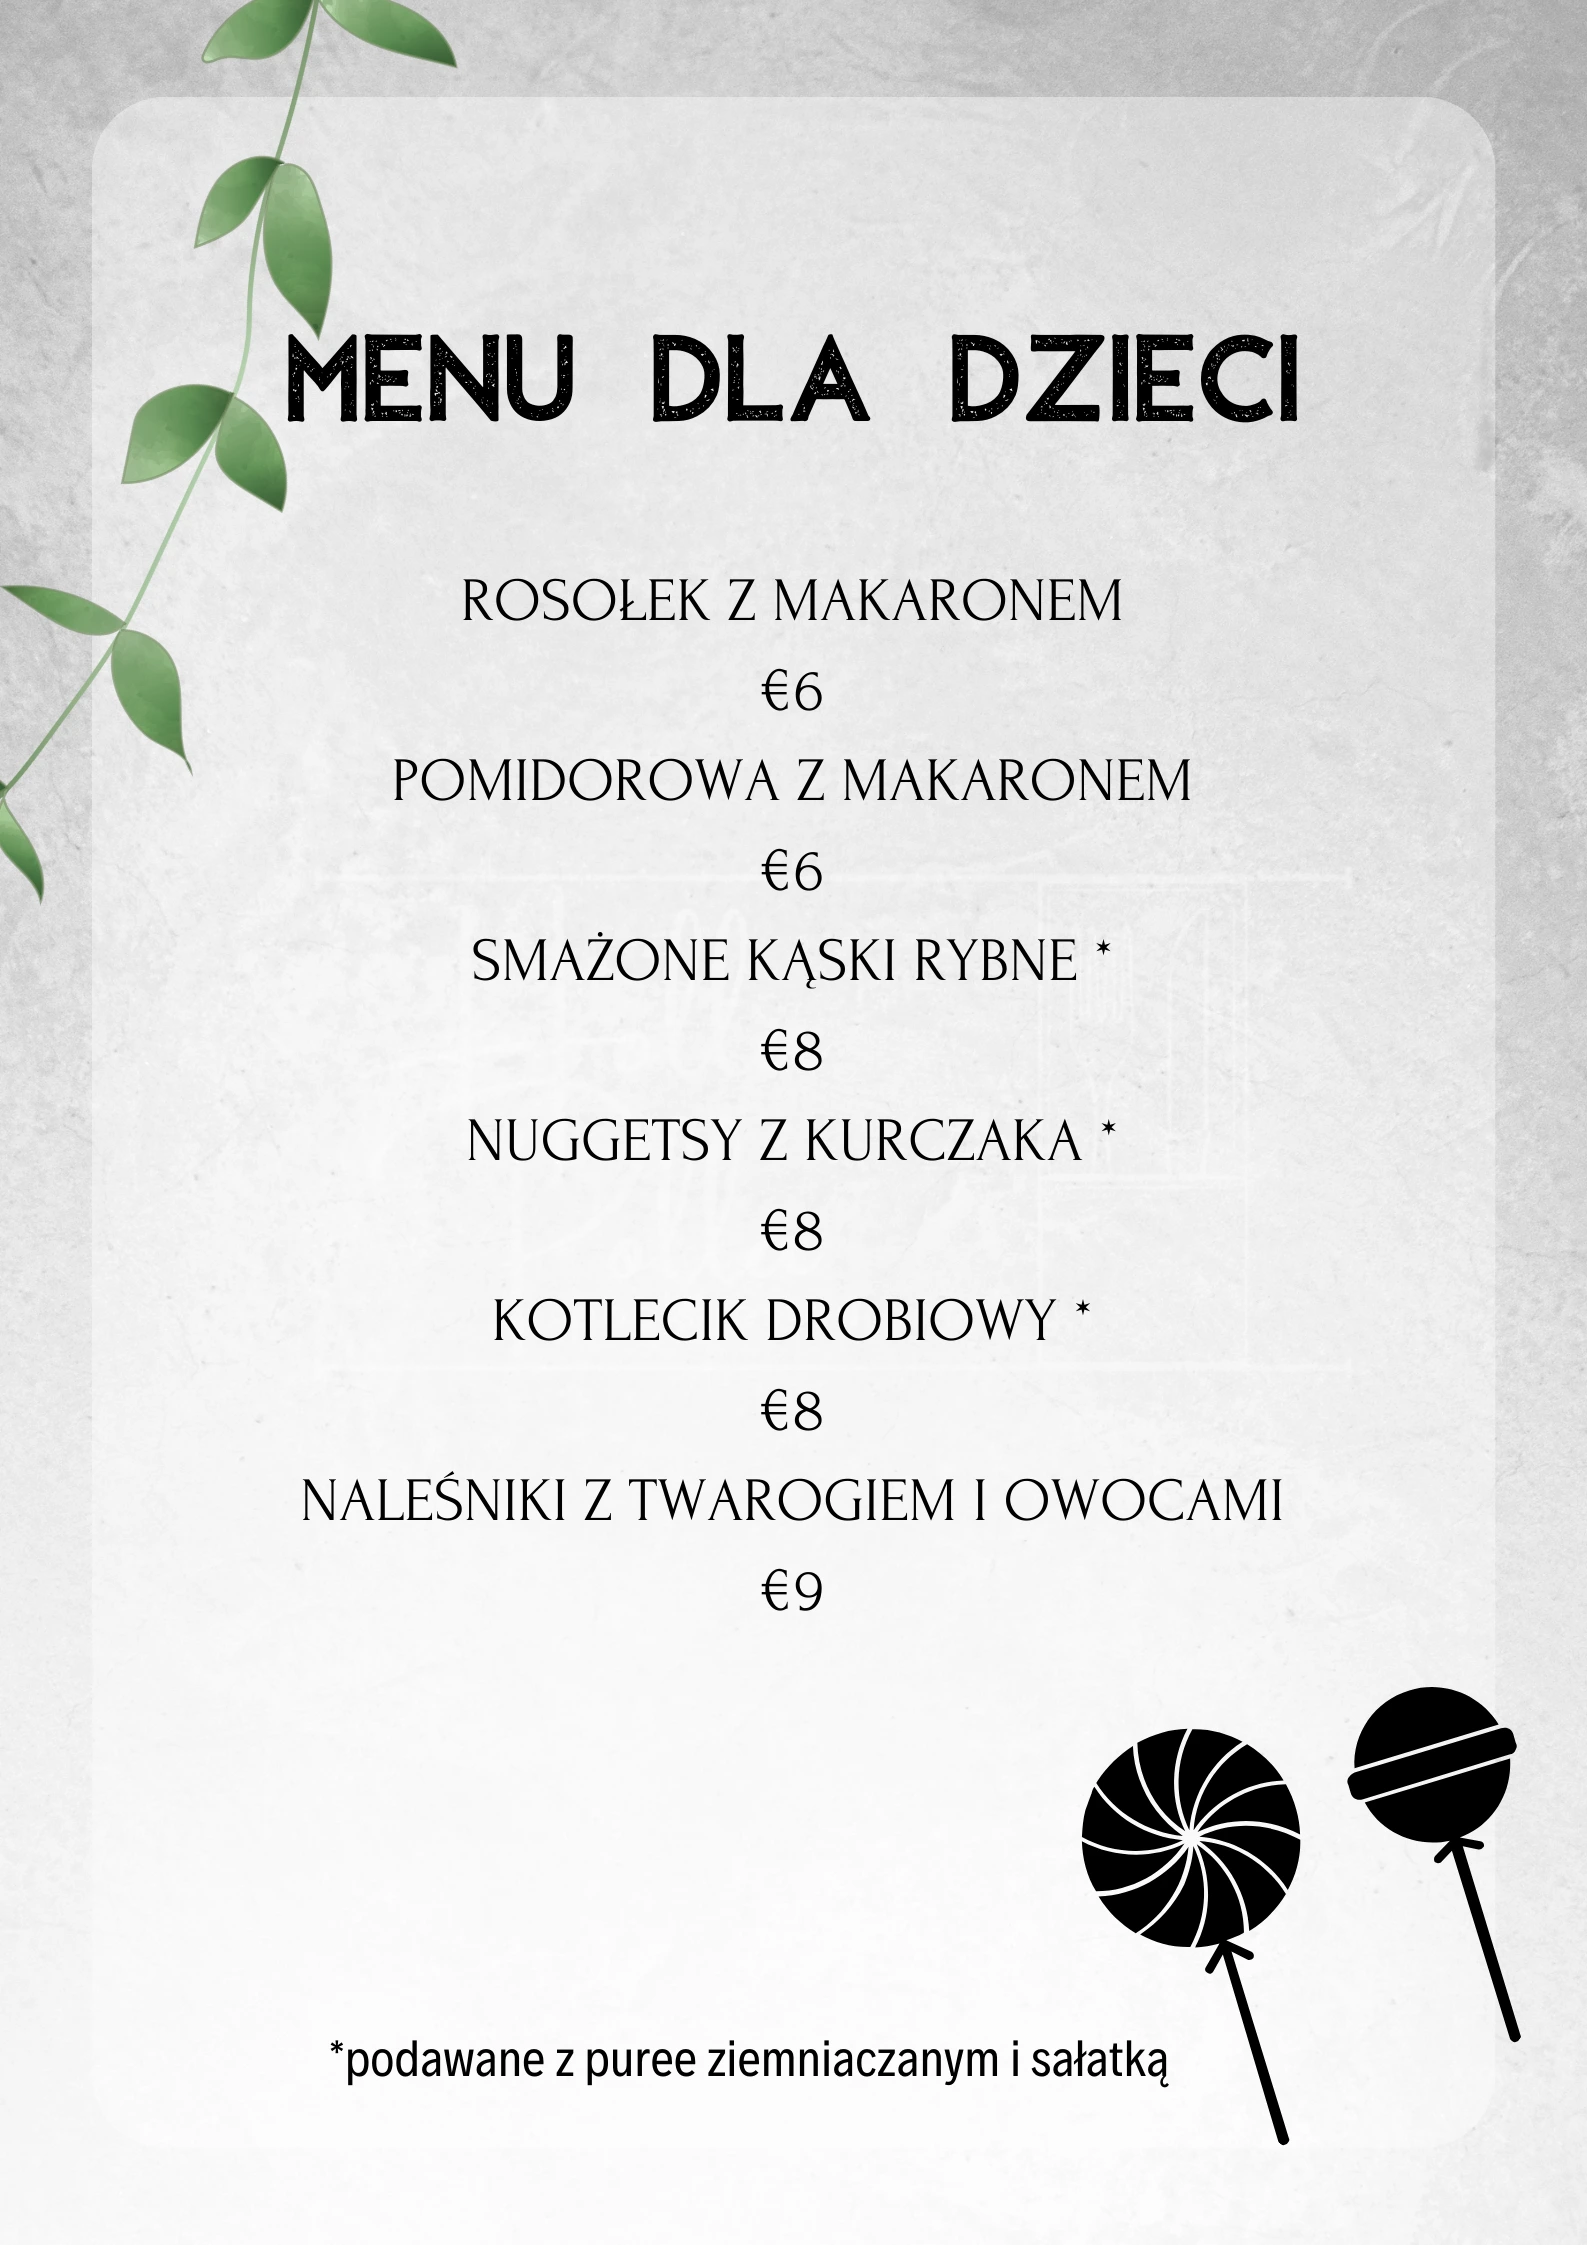 MENU DLA DZIECI
ROSOŁEK Z MAKARONEM
€6
POMIDOROWA Z MAKARONEM
€6
SMAŻONE KĄSKI RYBNE *
€8
NUGGETSY Z KURCZAKA *
€8
KOTLECIK DROBIOWY *
€8
NALEŚNIKI Z TWAROGIEM I OWOCAMI
€9
*podawane z puree ziemniaczanym i sałatką